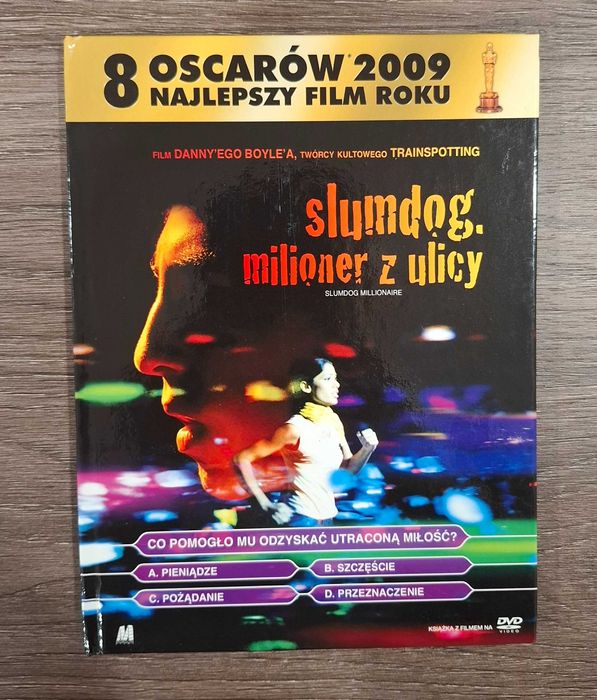 8 OSCARÓW* 2009
NAJLEPSZY FILM ROKU
FILM DANNY'EGO BOYLE'A, TWÓRCY KULTOWEGO TRAINSPOTTING
slumdog.
milioner z ulicy
SLUMDOG MILLIONAIRE
CO POMOGŁO MU ODZYSKAĆ UTRACONĄ MIŁOŚĆ?
A. PIENIĄDZE
B. SZCZĘŚCIE
C. POŻĄDANIE
D. PRZEZNACZENIE
KSIĄŻKA Z FILMEM NA DVD VIDEO
M